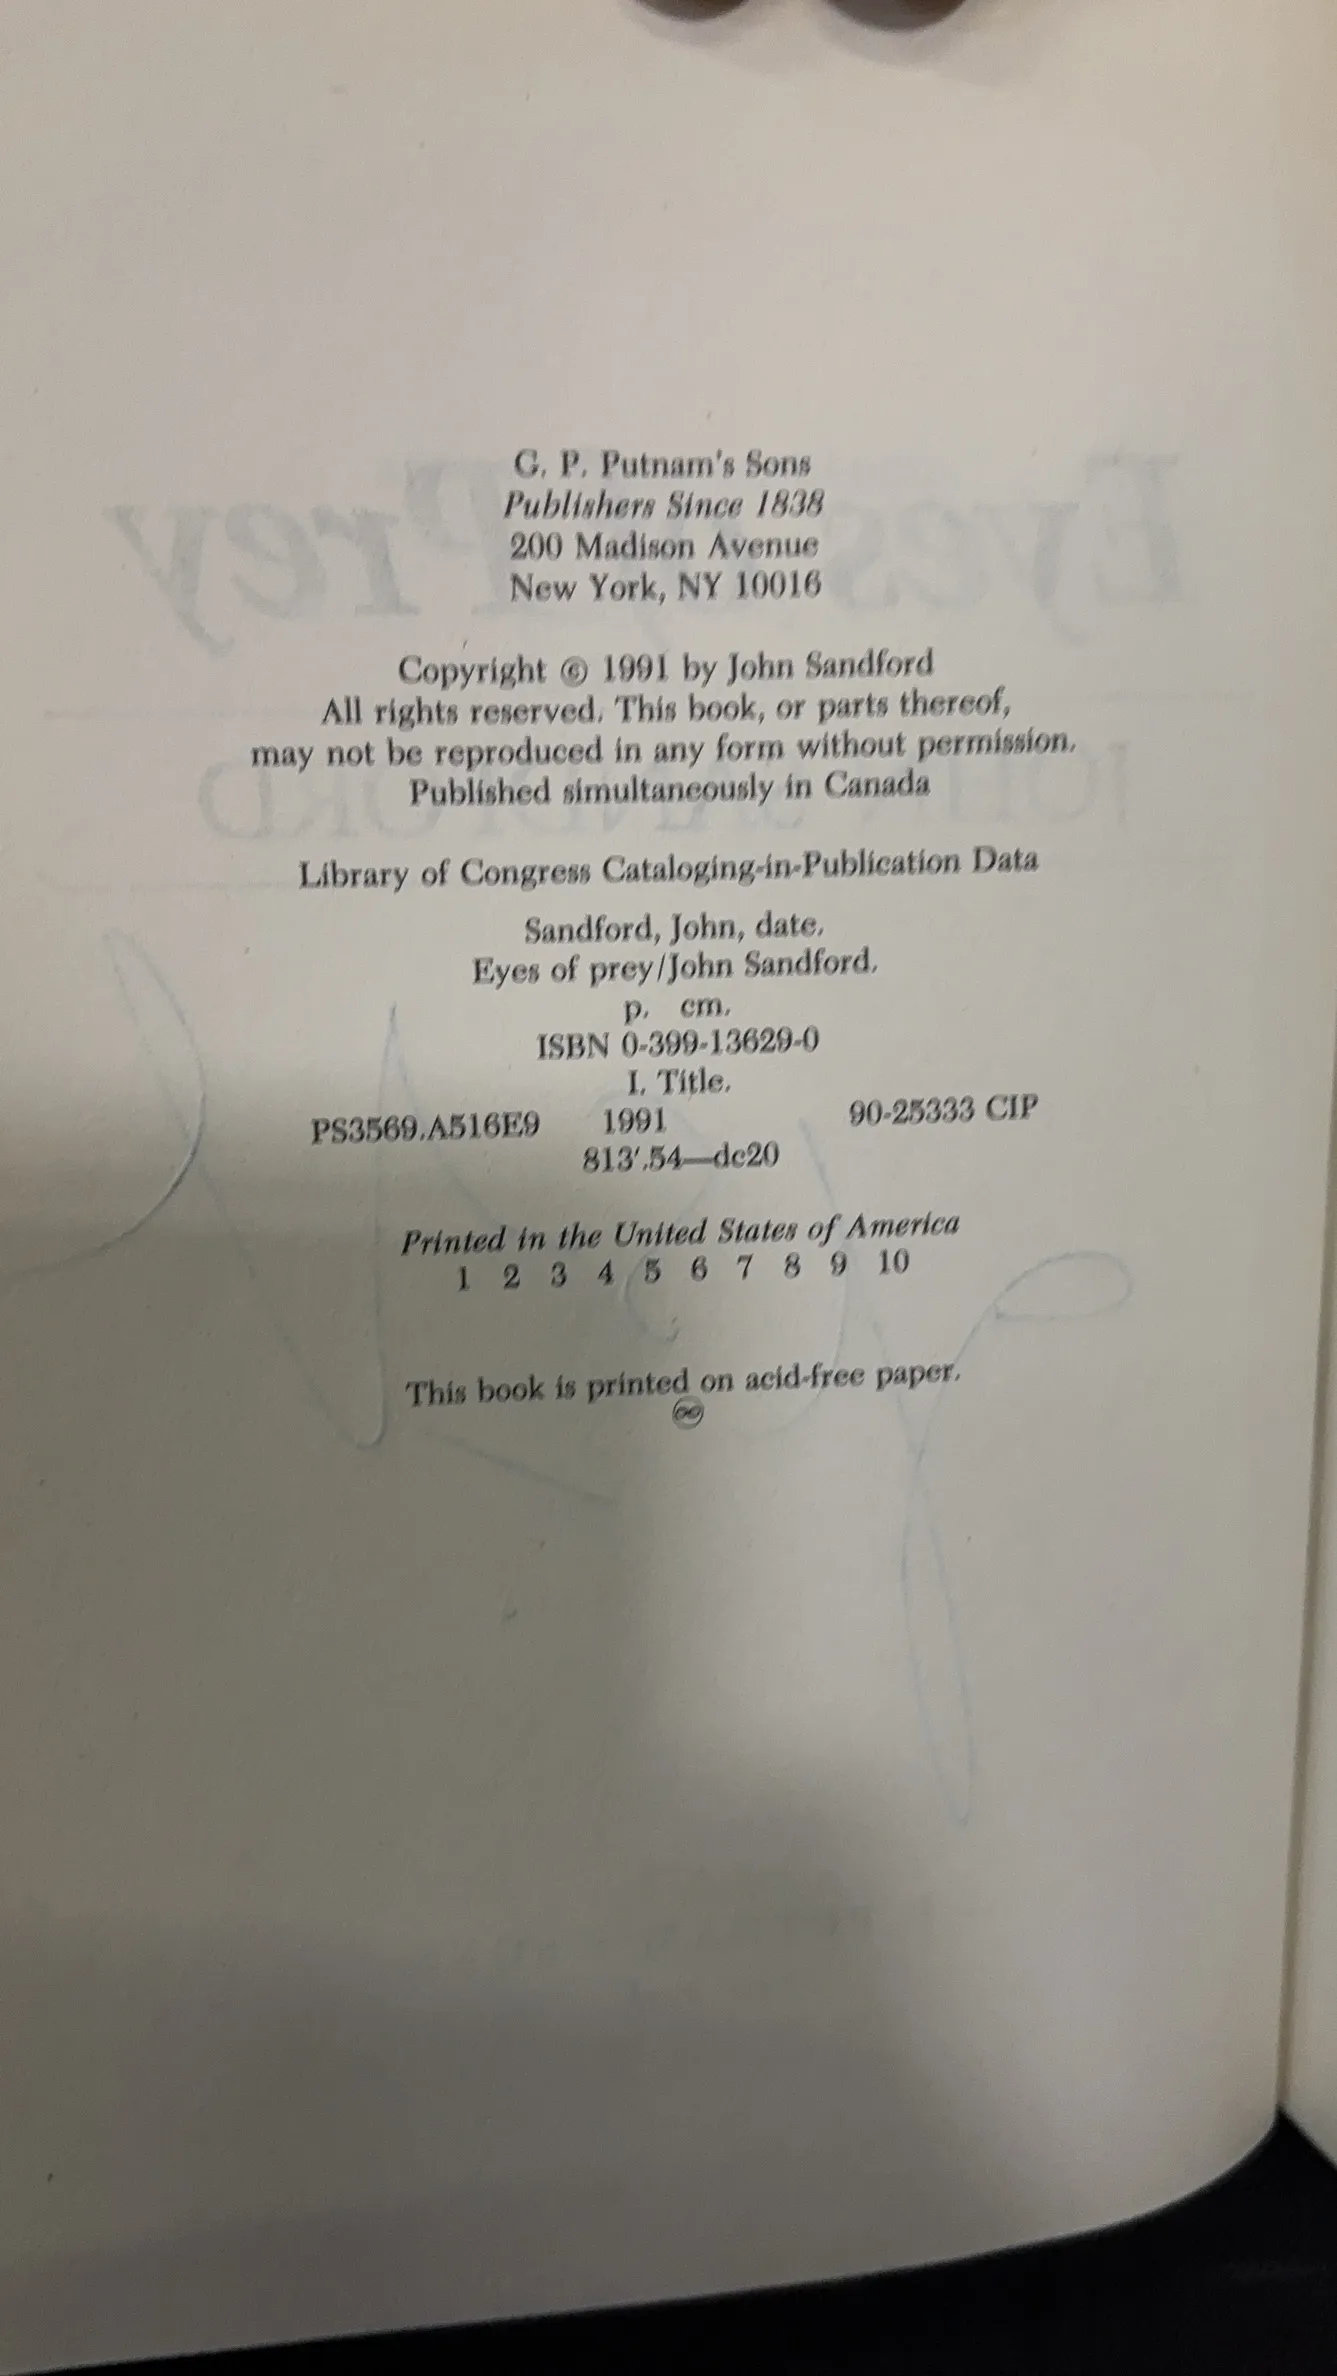 G. P. Putnam's Sons
Publishers Since 1838
200 Madison Avenue
New York, NY 10016
Copyright © 1991 by John Sandford
All rights reserved. This book, or parts thereof,
may not be reproduced in any form without permission.
Published simultaneously in Canada
Library of Congress Cataloging-in-Publication Data
Sandford, John, date.
Eyes of prey/John Sandford.
p. cm.
ISBN 0-399-13629-0
I. Title.
PS3569.A516E9 1991 90-25333 CIP
813'.54—dc20
Printed in the United States of America
1 2 3 4 5 6 7 8 9 10
This book is printed on acid-free paper.